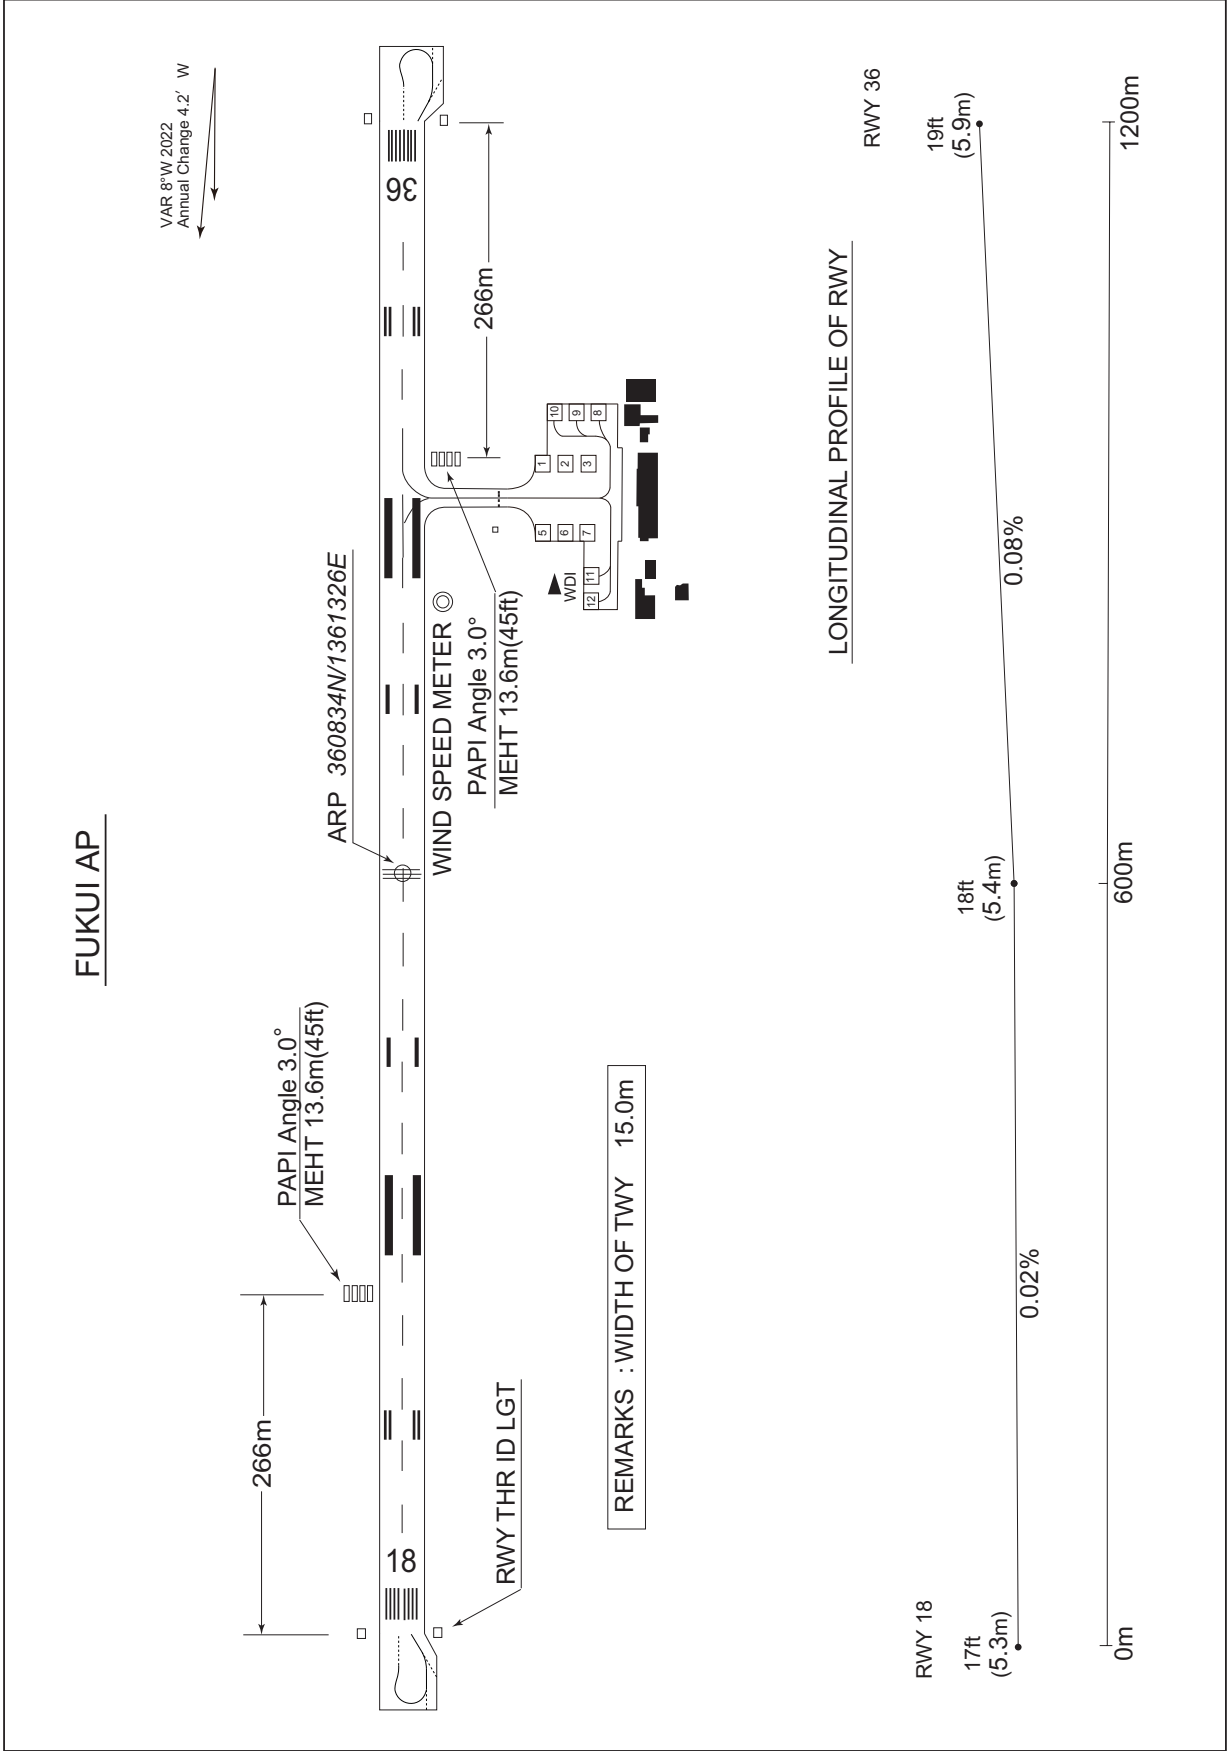 FUKUI AP
VAR 8°W 2022
Annual Change 4.2′ W
PAPI Angle 3.0°
MEHT 13.6m(45ft)
ARP 360834N/1361326E
266m
18
36
266m
WIND SPEED METER
PAPI Angle 3.0°
MEHT 13.6m(45ft)
RWY THR ID LGT
WDI
5
6
7
11
12
1
2
3
10
9
8
REMARKS : WIDTH OF TWY 15.0m
LONGITUDINAL PROFILE OF RWY
RWY 18
17ft
(5.3m)
18ft
(5.4m)
RWY 36
19ft
(5.9m)
0.02%
0.08%
0m
600m
1200m